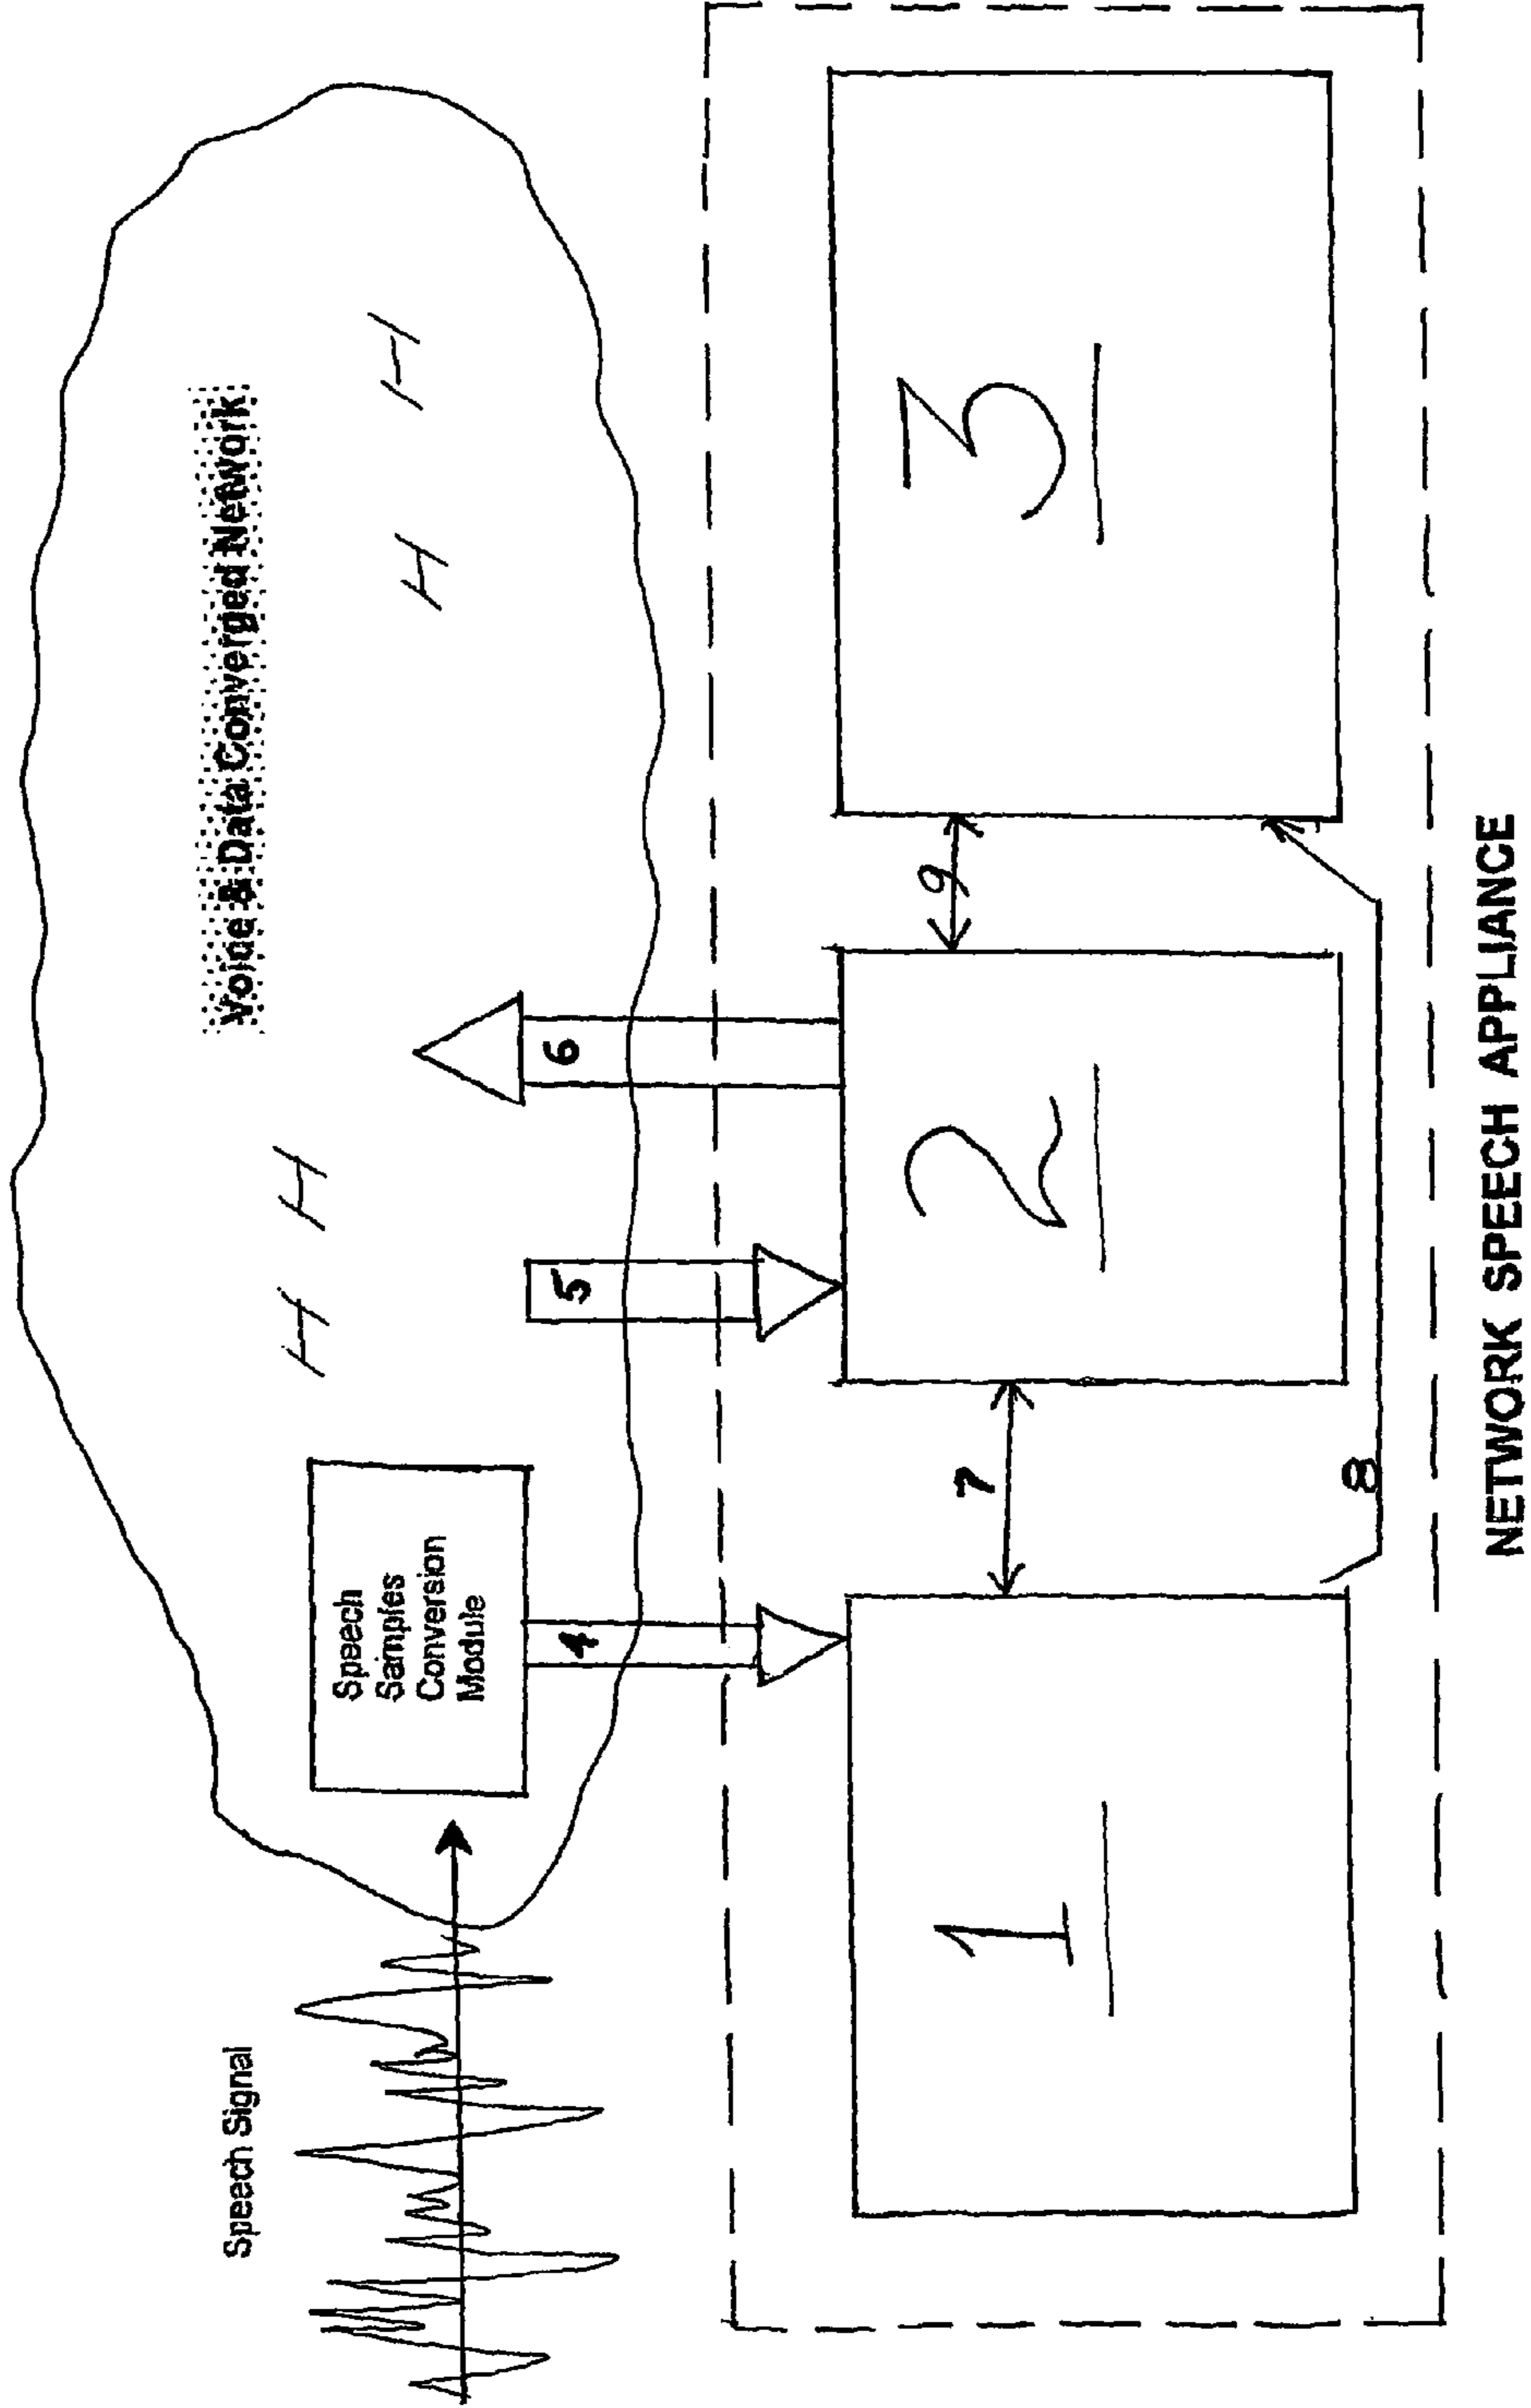 Voice & Data Converged Network
H H H H
Speech
Samples
Conversion
Module
Speech Signal
4
5
6
1
2
3
7
9
8
NETWORK SPEECH APPLIANCE